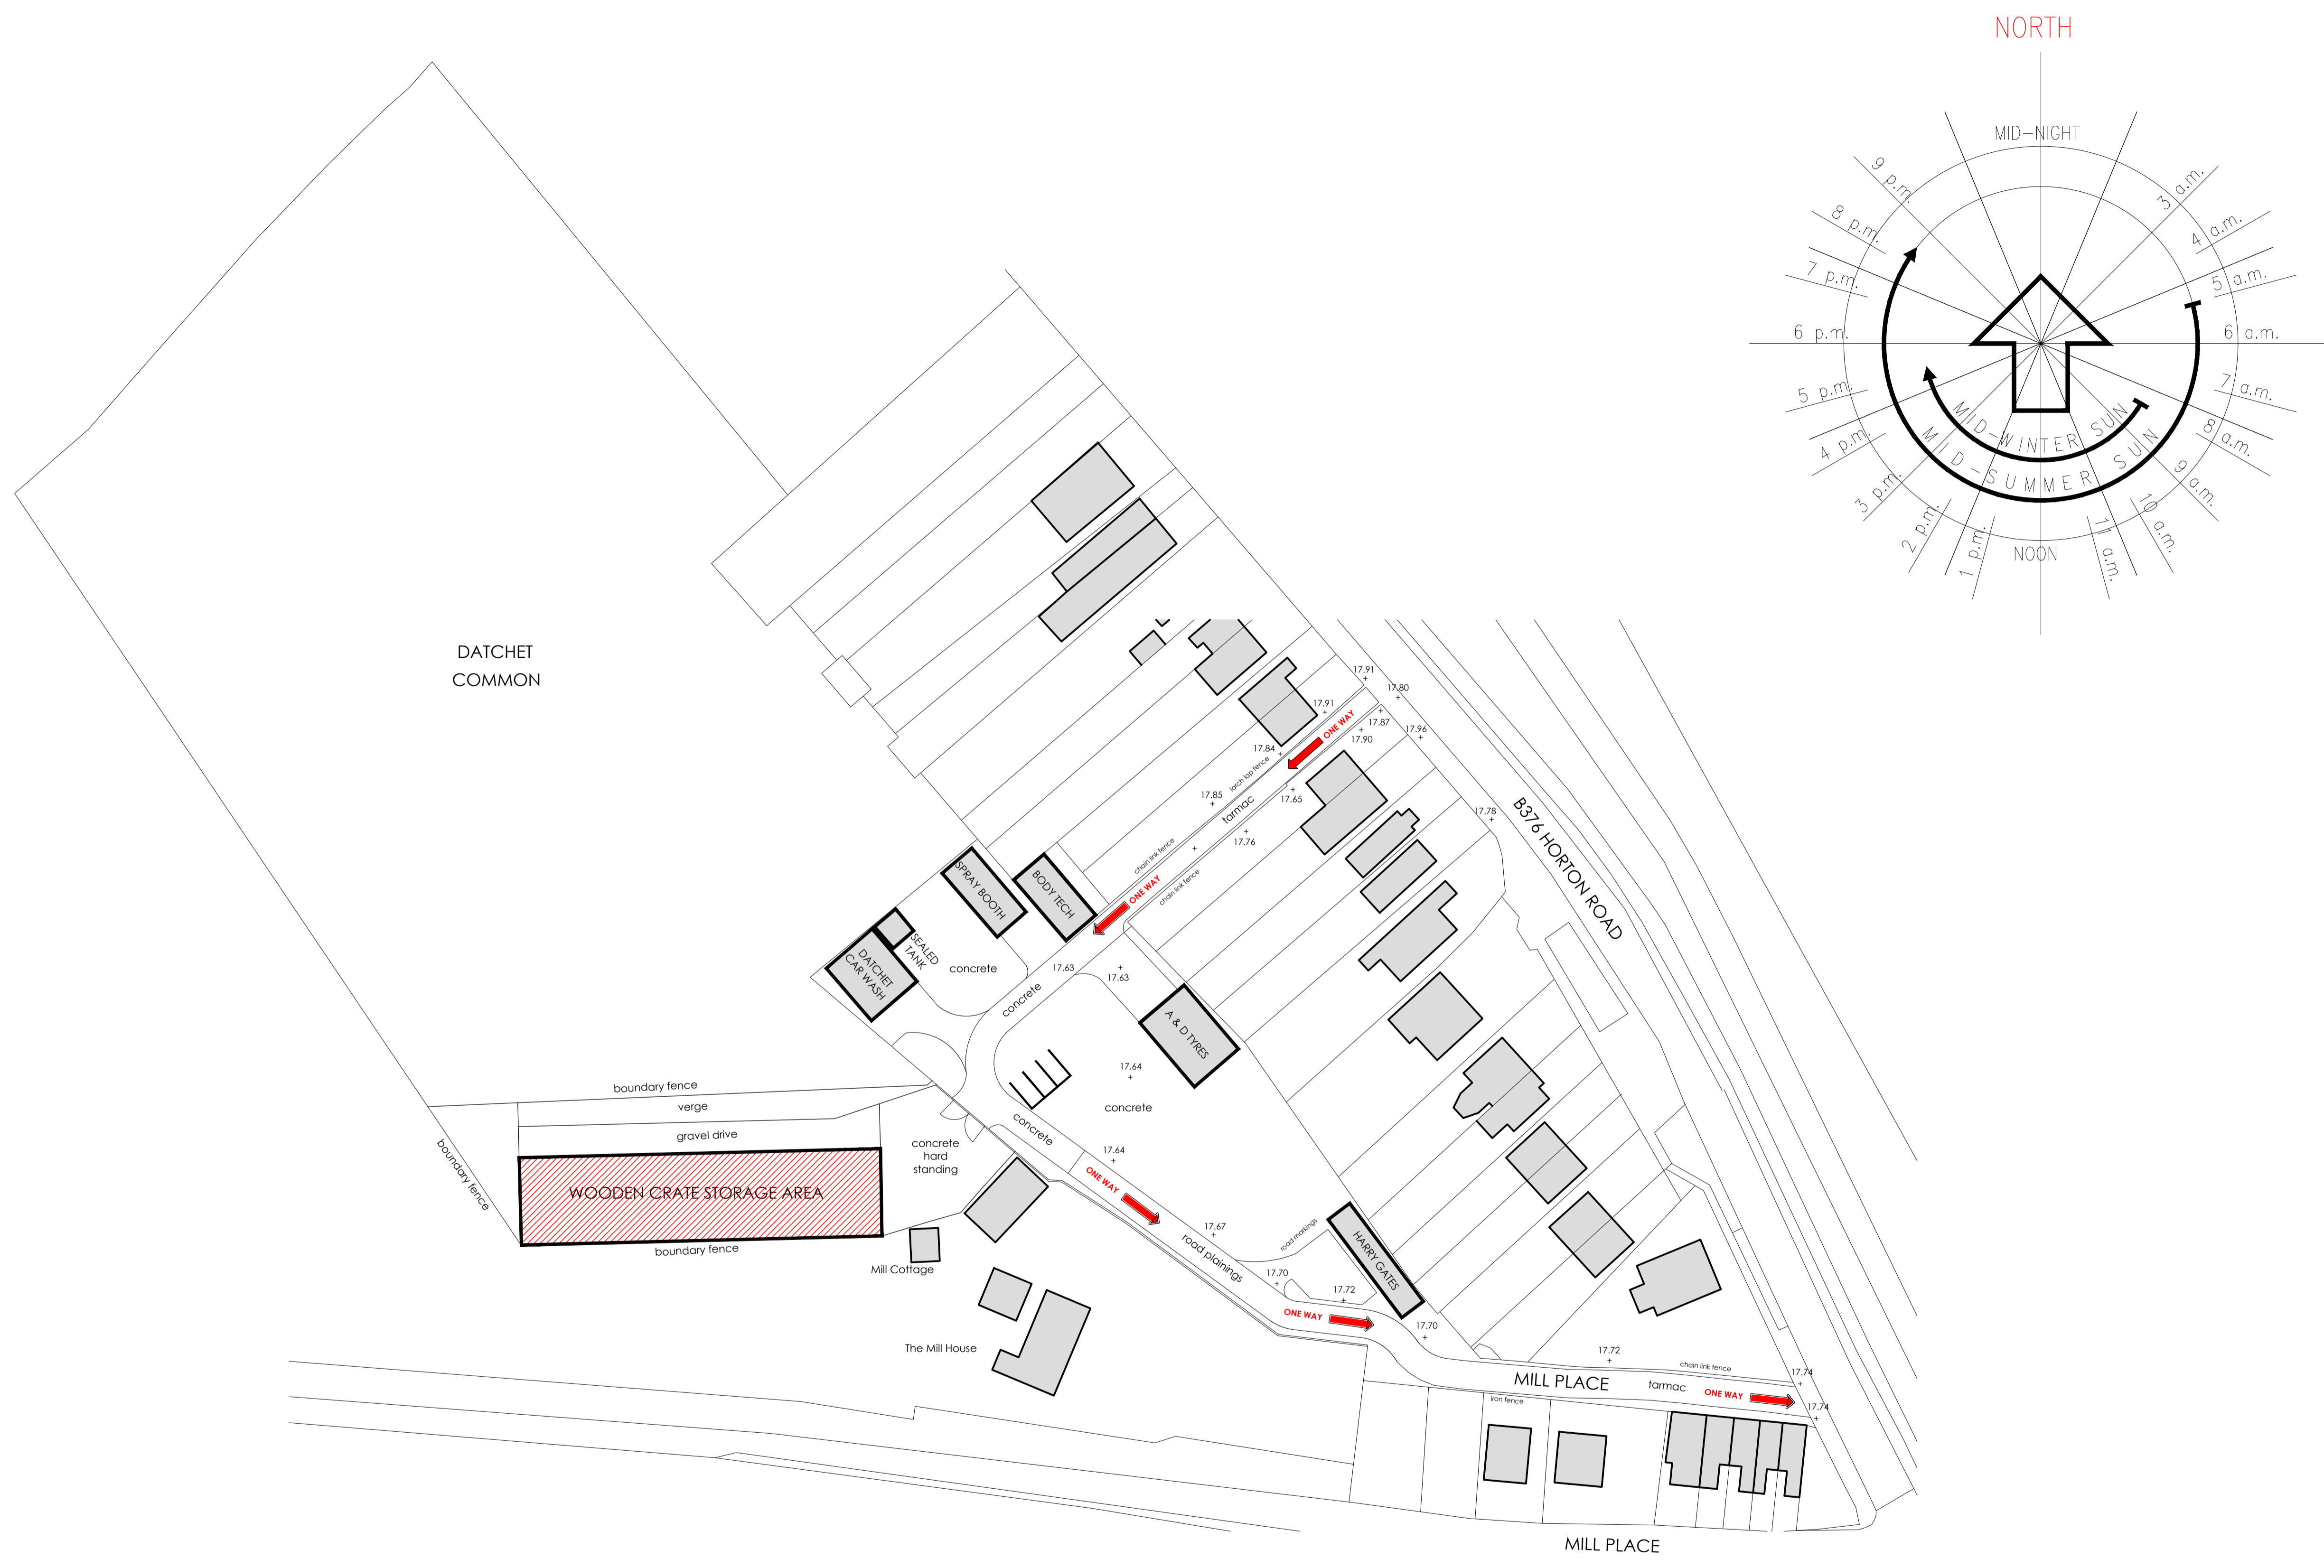 NORTH
MID-NIGHT
9 p.m.
3 a.m.
8 p.m.
4 a.m.
7 p.m.
5 a.m.
6 p.m.
6 a.m.
5 p.m.
7 a.m.
4 p.m.
8 a.m.
3 p.m.
9 a.m.
2 p.m.
10 a.m.
1 p.m.
11 a.m.
NOON
MID-WINTER SUN
MID-SUMMER SUN
DATCHET
COMMON
17.91
17.80
17.91
ONE WAY
17.87
17.96
17.90
17.84
larch lap fence
17.85
17.65
tarmac
17.78
17.76
B376 HORTON ROAD
chain link fence
ONE WAY
chain link fence
SPRAY BOOTH
BODY TECH
SEALED
TANK
DATCHET
CAR WASH
concrete
17.63
17.63
concrete
A & D TYRES
17.64
concrete
concrete
boundary fence
verge
gravel drive
concrete
hard
standing
boundary fence
WOODEN CRATE STORAGE AREA
boundary fence
17.64
ONE WAY
17.67
road markings
road plainings
HARRY GATES
Mill Cottage
17.70
17.72
ONE WAY
17.70
The Mill House
17.72
chain link fence
17.74
MILL PLACE
tarmac
ONE WAY
iron fence
17.74
MILL PLACE